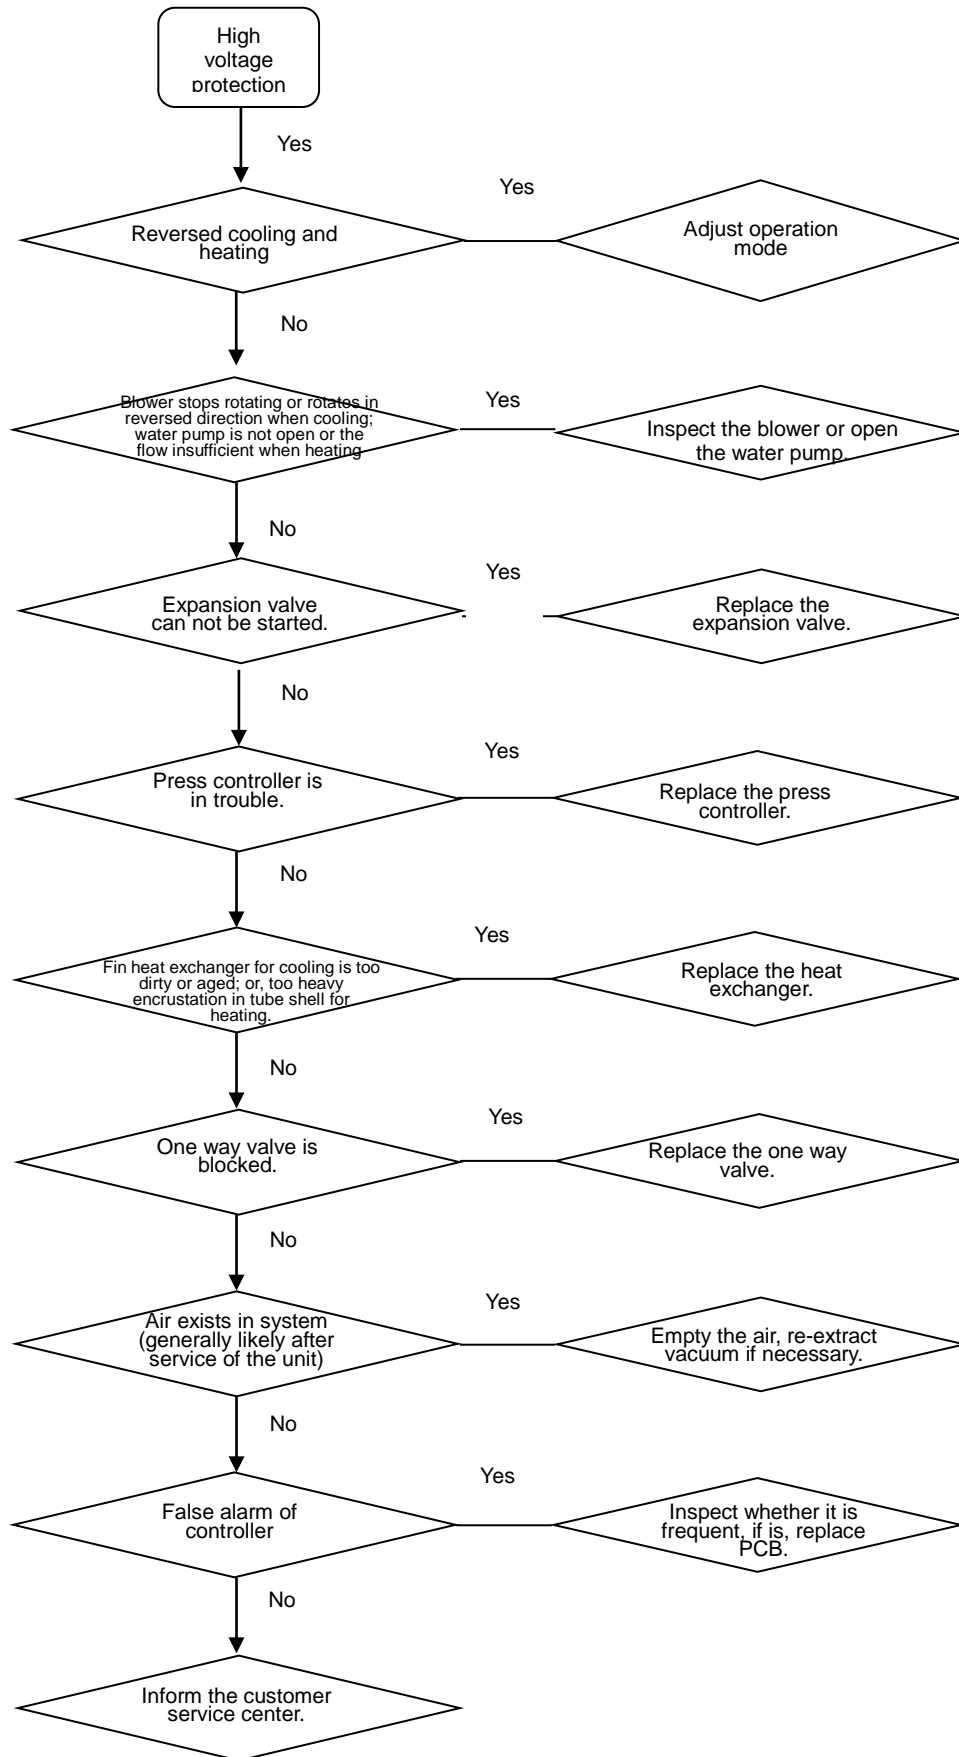 High
voltage
protection
Yes
Yes
Reversed cooling and
heating
Adjust operation
mode
No
Blower stops rotating or rotates in
reversed direction when cooling;
water pump is not open or the
flow insufficient when heating
Yes
Inspect the blower or open
the water pump.
No
Yes
Expansion valve
can not be started.
Replace the
expansion valve.
No
Yes
Press controller is
in trouble.
Replace the press
controller.
No
Yes
Fin heat exchanger for cooling is too
dirty or aged; or, too heavy
encrustation in tube shell for
heating.
Replace the heat
exchanger.
No
Yes
One way valve is
blocked.
Replace the one way
valve.
No
Yes
Air exists in system
(generally likely after
service of the unit)
Empty the air, re-extract
vacuum if necessary.
No
Yes
False alarm of
controller
Inspect whether it is
frequent, if is, replace
PCB.
No
Inform the customer
service center.